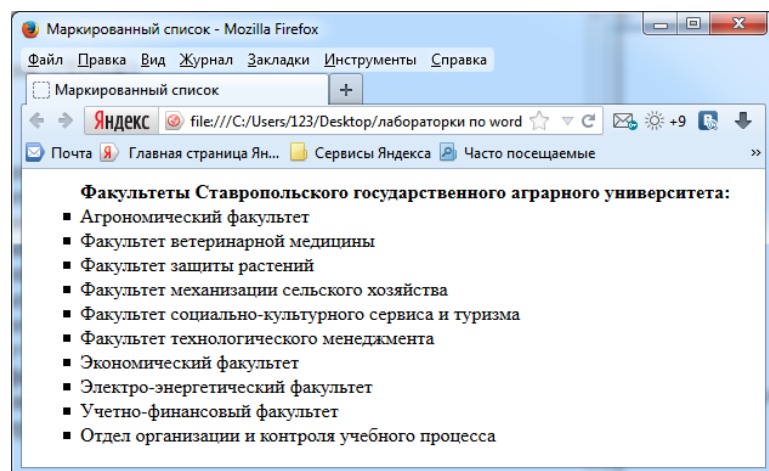 Маркированный список - Mozilla Firefox
Файл Правка Вид Журнал Закладки Инструменты Справка
Маркированный список +
Яндекс file:///C:/Users/123/Desktop/лабораторки по word +9
Почта Я Главная страница Ян... Сервисы Яндекса Часто посещаемые »
Факультеты Ставропольского государственного аграрного университета:
Агрономический факультет
Факультет ветеринарной медицины
Факультет защиты растений
Факультет механизации сельского хозяйства
Факультет социально-культурного сервиса и туризма
Факультет технологического менеджмента
Экономический факультет
Электро-энергетический факультет
Учетно-финансовый факультет
Отдел организации и контроля учебного процесса